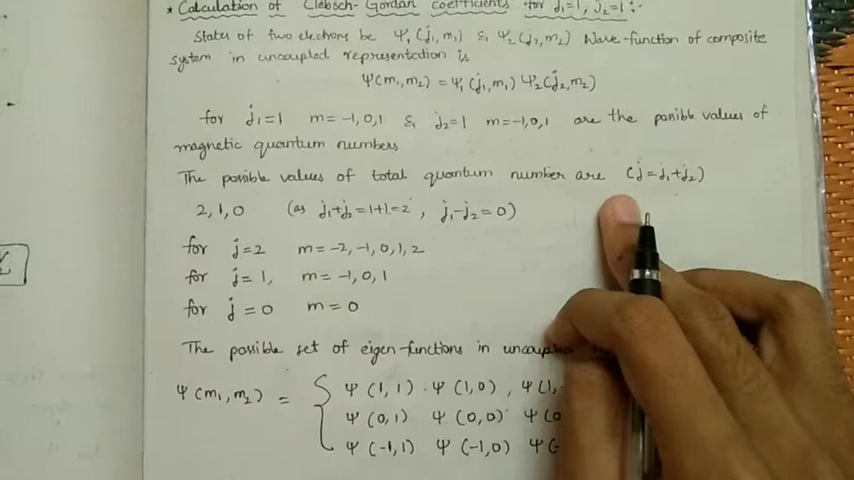 * Calculation of Clebsch-Gordan coefficients for j₁=1, j₂=1 :-
States of two electrons be Ψ₁(j₁,m₁) & Ψ₂(j₂,m₂) Wave-function of composite
system in uncoupled representation is
Ψ(m₁,m₂) = Ψ₁(j₁,m₁) Ψ₂(j₂,m₂)
for j₁=1 m=-1,0,1 & j₂=1 m=-1,0,1 are the possible values of
magnetic quantum numbers
The possible values of total quantum number are (j=j₁+j₂)
2,1,0 (as j₁+j₂=1+1=2, j₁-j₂=0)
for j=2 m=-2,-1,0,1,2
for j=1, m=-1,0,1
for j=0 m=0
The possible set of eigen-functions in
Ψ(m₁,m₂) = { Ψ(1,1) . Ψ(1,0), Ψ(1,
Ψ(0,1) Ψ(0,0) Ψ(0
Ψ(-1,1) Ψ(-1,0) Ψ(-